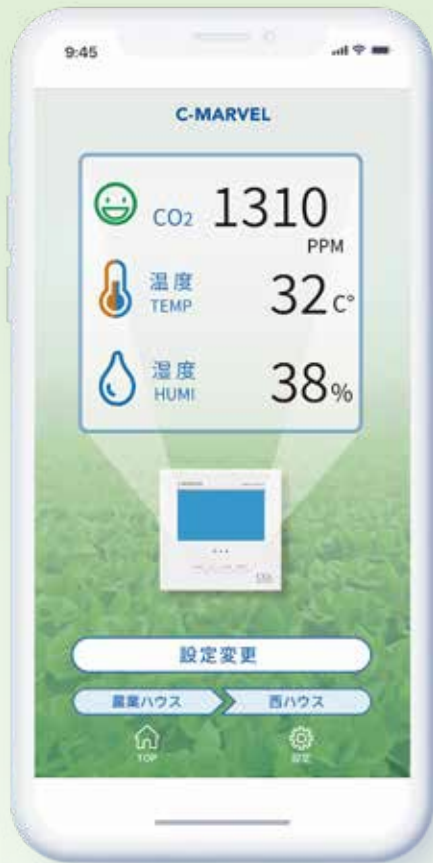 9:45
C-MARVEL
CO2 1310
PPM
温度
TEMP
32 C°
湿度
HUMI
38%
設定変更
農業ハウス 西ハウス
TOP 設定